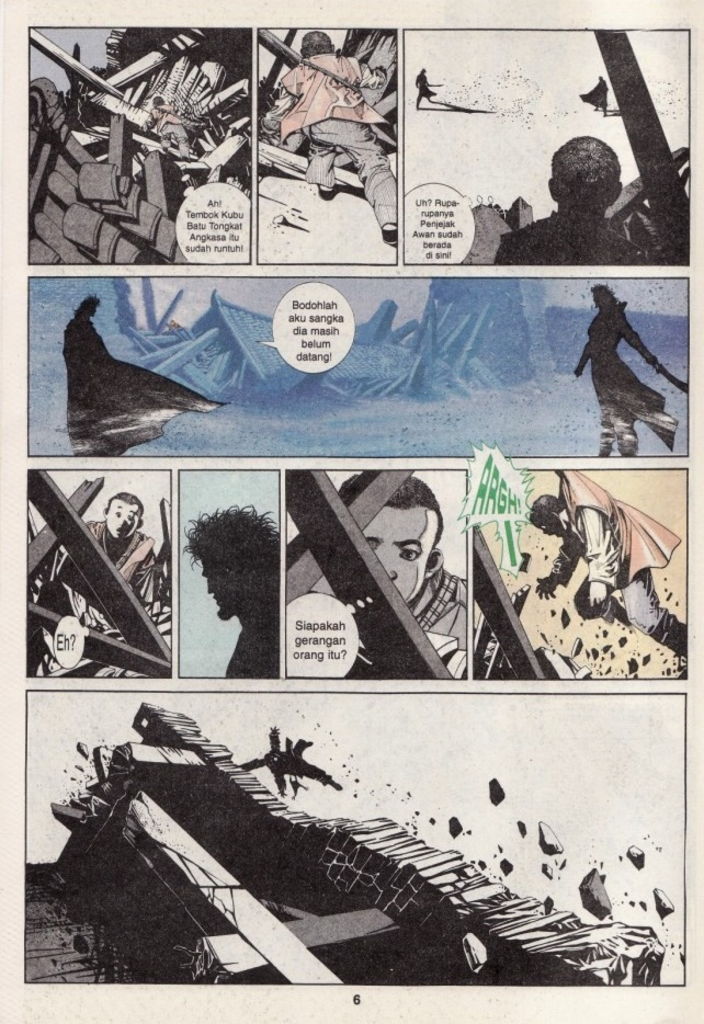 Ah!
Tembok Kubu
Batu Tongkat
Angkasa itu
sudah runtuh!
Uh? Rupa-
rupanya
Penjejak
Awan sudah
berada
di sini!
Bodohlah
aku sangka
dia masih
belum
datang!
Eh?
Siapakah
gerangan
orang itu?
ARGH!
6